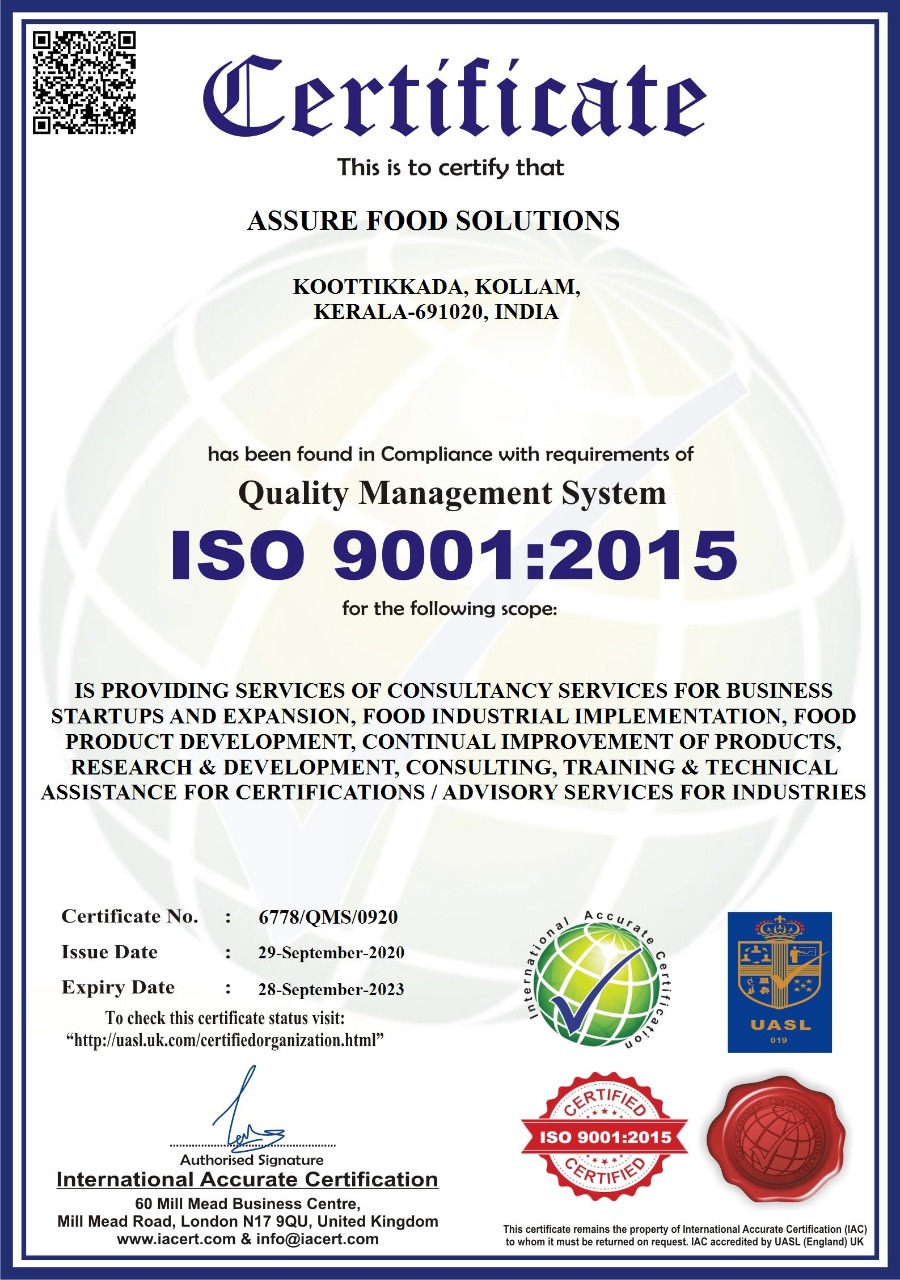 Certificate
This is to certify that
ASSURE FOOD SOLUTIONS
KOOTTIKKADA, KOLLAM,
KERALA-691020, INDIA
has been found in Compliance with requirements of
Quality Management System
ISO 9001:2015
for the following scope:
IS PROVIDING SERVICES OF CONSULTANCY SERVICES FOR BUSINESS
STARTUPS AND EXPANSION, FOOD INDUSTRIAL IMPLEMENTATION, FOOD
PRODUCT DEVELOPMENT, CONTINUAL IMPROVEMENT OF PRODUCTS,
RESEARCH & DEVELOPMENT, CONSULTING, TRAINING & TECHNICAL
ASSISTANCE FOR CERTIFICATIONS / ADVISORY SERVICES FOR INDUSTRIES
Certificate No. : 6778/QMS/0920
Issue Date : 29-September-2020
Expiry Date : 28-September-2023
To check this certificate status visit:
“http://uasl.uk.com/certifiedorganization.html”
International Accurate Certification
UASL
019
Authorised Signature
International Accurate Certification
60 Mill Mead Business Centre,
Mill Mead Road, London N17 9QU, United Kingdom
www.iacert.com & info@iacert.com
CERTIFIED
ISO 9001:2015
CERTIFIED
This certificate remains the property of International Accurate Certification (IAC)
to whom it must be returned on request. IAC accredited by UASL (England) UK